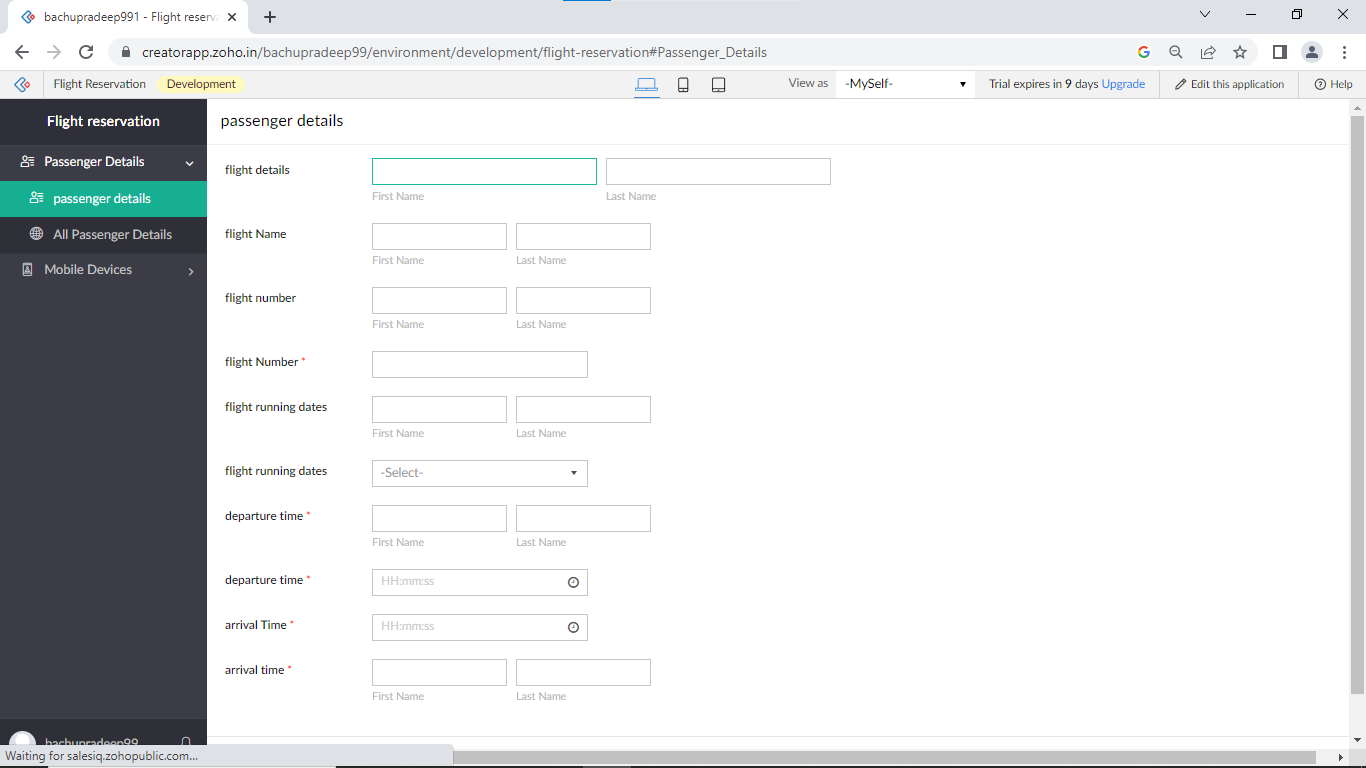 bachupradeep991 - Flight reserva
creatorapp.zoho.in/bachupradeep99/environment/development/flight-reservation#Passenger_Details
Flight Reservation Development View as -MySelf- Trial expires in 9 days Upgrade Edit this application Help
Flight reservation
Passenger Details
passenger details
All Passenger Details
Mobile Devices
passenger details
flight details
First Name Last Name
flight Name
First Name Last Name
flight number
First Name Last Name
flight Number *
flight running dates
First Name Last Name
flight running dates -Select-
departure time *
First Name Last Name
departure time * HH:mm:ss
arrival Time * HH:mm:ss
arrival time *
First Name Last Name
bachupradeep99
Waiting for salesiq.zohopublic.com...